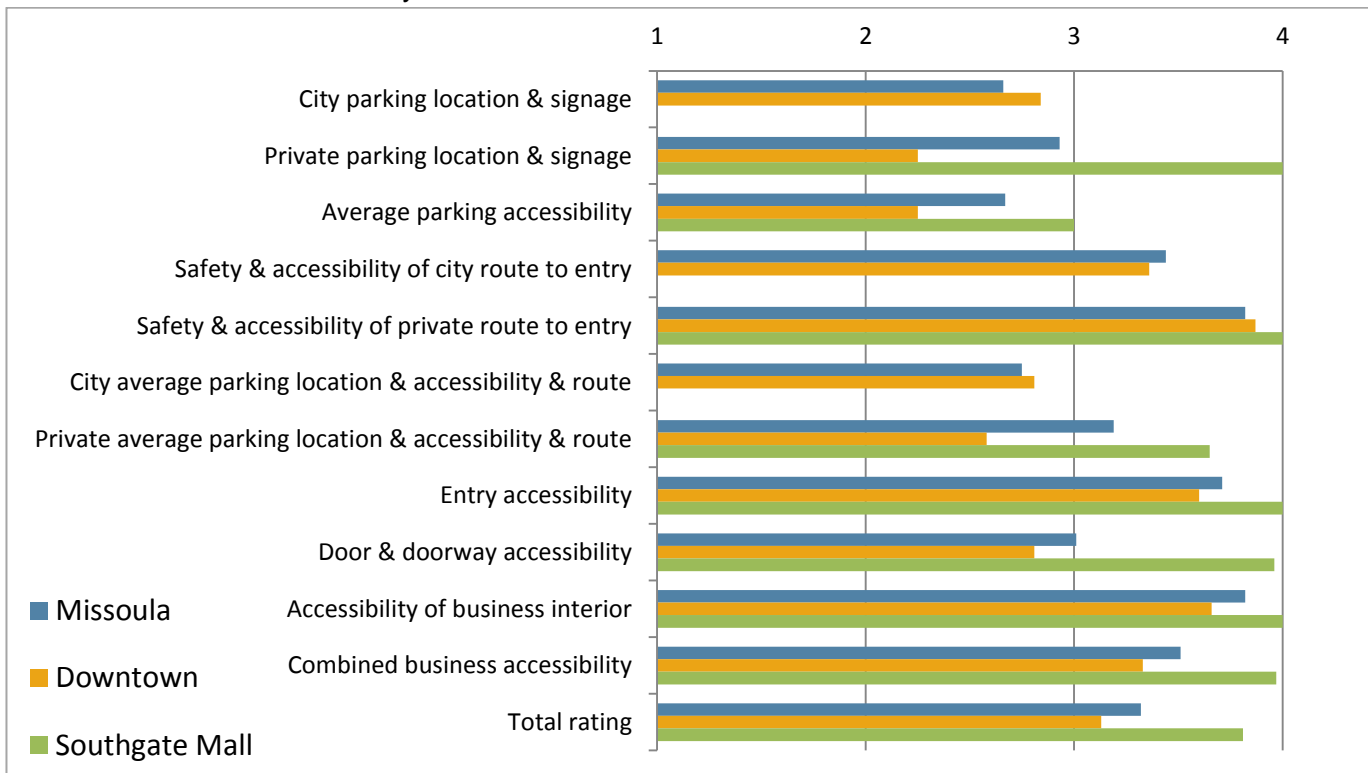 1 2 3 4
City parking location & signage
Private parking location & signage
Average parking accessibility
Safety & accessibility of city route to entry
Safety & accessibility of private route to entry
City average parking location & accessibility & route
Private average parking location & accessibility & route
Entry accessibility
Door & doorway accessibility
Accessibility of business interior
Combined business accessibility
Total rating
Missoula
Downtown
Southgate Mall